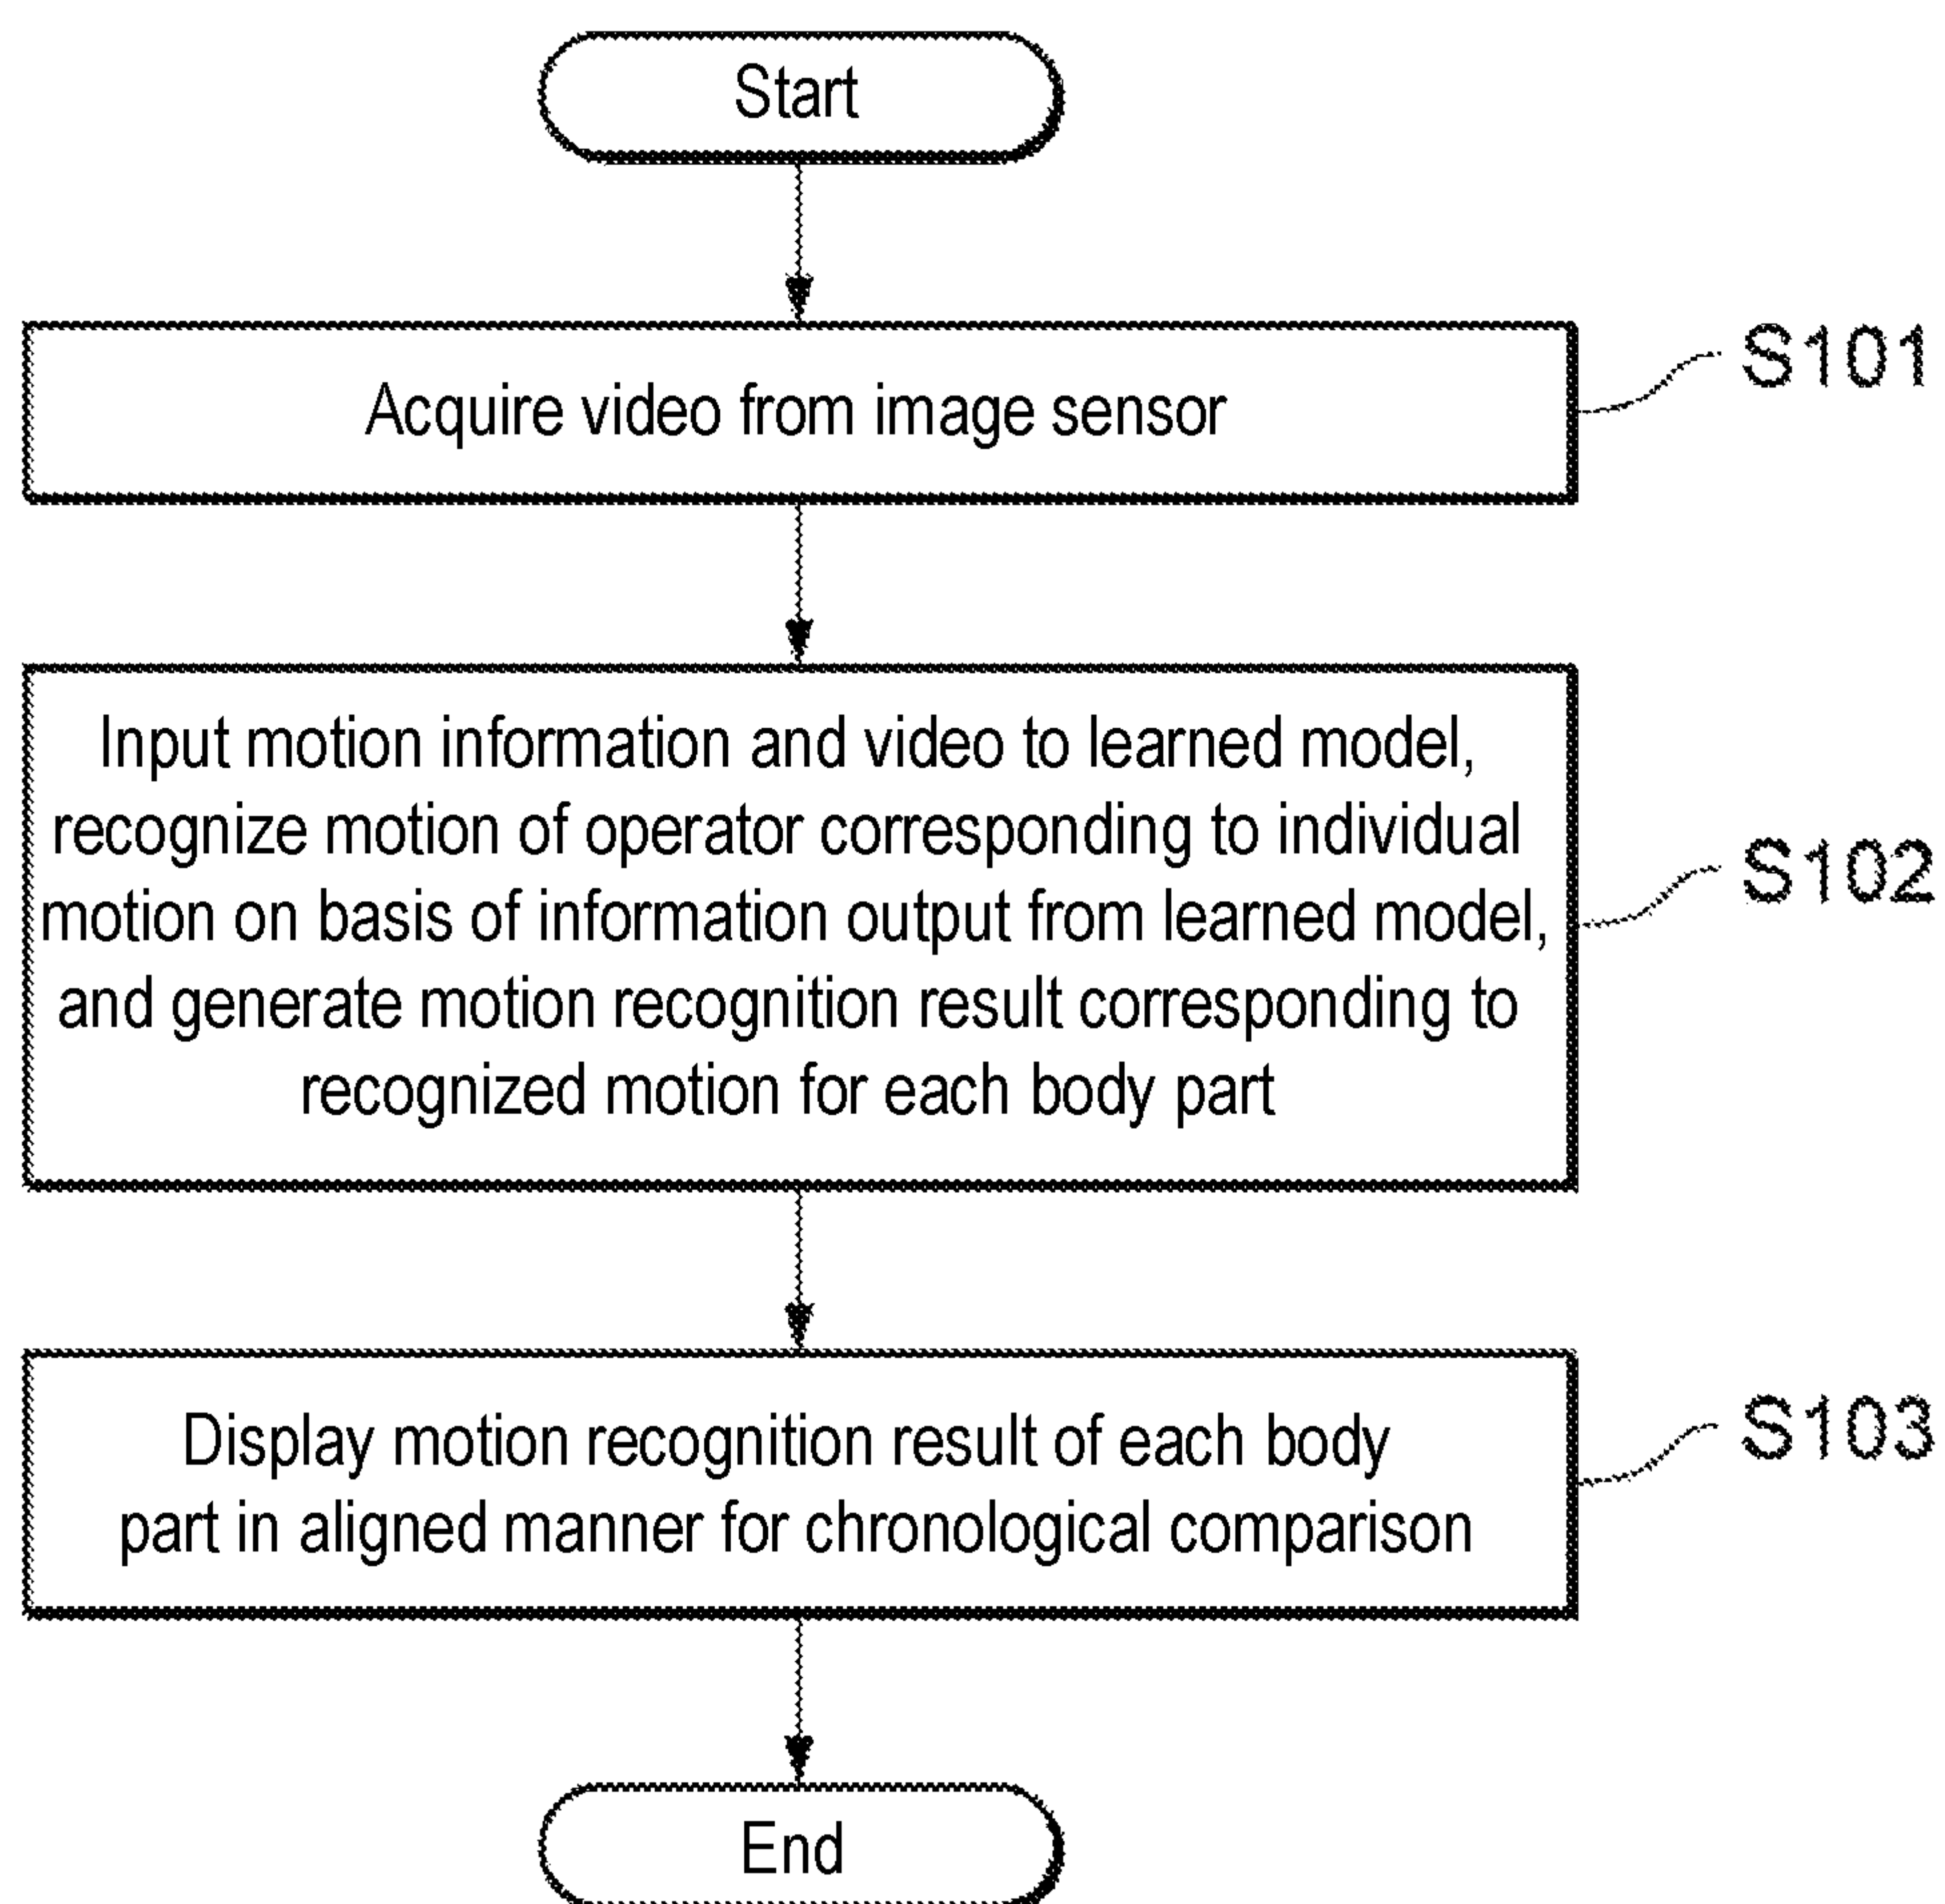 Start
Acquire video from image sensor
S101
Input motion information and video to learned model,
recognize motion of operator corresponding to individual
motion on basis of information output from learned model,
and generate motion recognition result corresponding to
recognized motion for each body part
S102
Display motion recognition result of each body
part in aligned manner for chronological comparison
S103
End